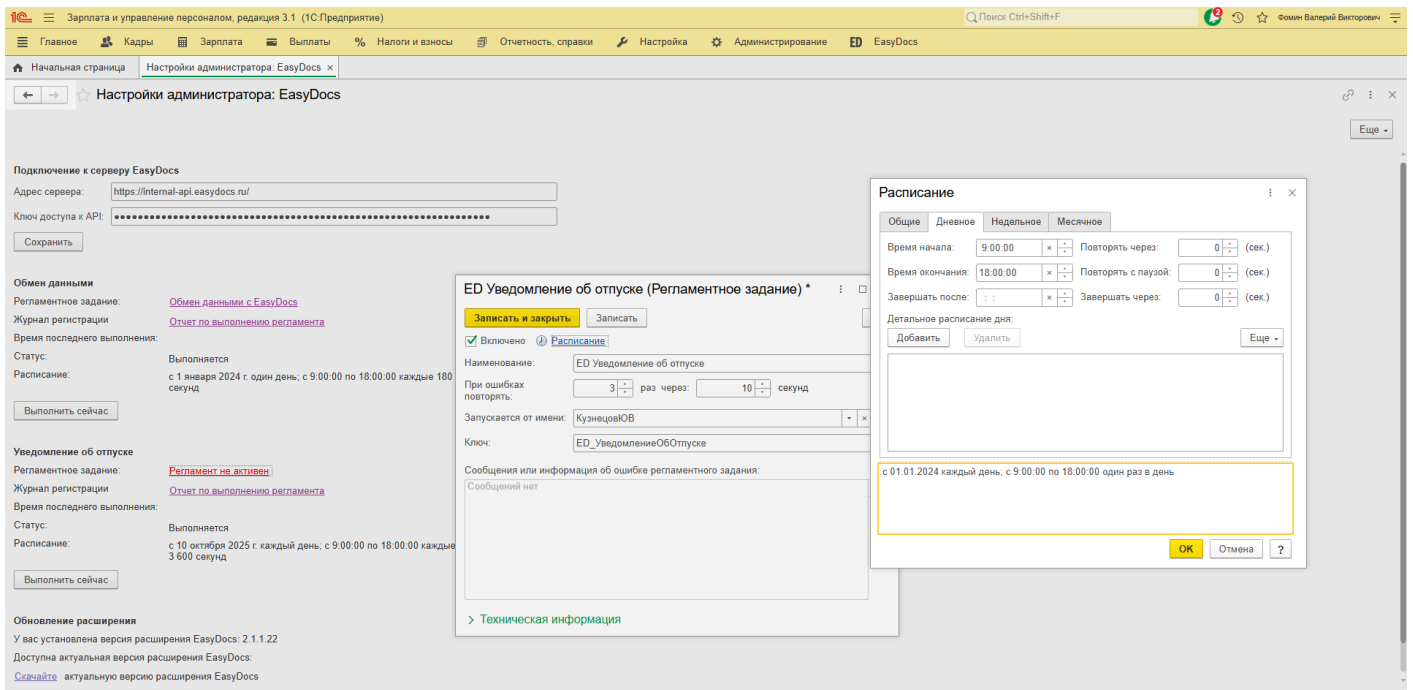 1С Зарплата и управление персоналом, редакция 3.1 (1С:Предприятие) Поиск Ctrl+Shift+F 2 Фомин Валерий Викторович
Главное Кадры Зарплата Выплаты % Налоги и взносы Отчетность, справки Настройка Администрирование ED EasyDocs
Начальная страница Настройки администратора: EasyDocs ×
Настройки администратора: EasyDocs
Еще
Подключение к серверу EasyDocs
Адрес сервера: https://internal-api.easydocs.ru/
Ключ доступа к API:
Сохранить
Обмен данными
Регламентное задание: Обмен данными с EasyDocs
Журнал регистрации Отчет по выполнению регламента
Время последнего выполнения:
Статус: Выполняется
Расписание: с 1 января 2024 г. один день; с 9:00:00 по 18:00:00 каждые 180
секунд
Выполнить сейчас
Уведомление об отпуске
Регламентное задание: Регламент не активен
Журнал регистрации Отчет по выполнению регламента
Время последнего выполнения:
Статус: Выполняется
Расписание: с 10 октября 2025 г. каждый день; с 9:00:00 по 18:00:00 каждые
3 600 секунд
Выполнить сейчас
Обновление расширения
У вас установлена версия расширения EasyDocs: 2.1.1.22
Доступна актуальная версия расширения EasyDocs:
Скачайте актуальную версию расширения EasyDocs
ED Уведомление об отпуске (Регламентное задание) *
Записать и закрыть Записать
Включено Расписание
Наименование: ED Уведомление об отпуске
При ошибках
повторять: 3 раз через: 10 секунд
Запускается от имени: КузнецовЮВ
Ключ: ED_УведомлениеОбОтпуске
Сообщения или информация об ошибке регламентного задания:
Сообщений нет
Техническая информация
Расписание
Общие Дневное Недельное Месячное
Время начала: 9:00:00 Повторять через: 0 (сек.)
Время окончания: 18:00:00 Повторять с паузой: 0 (сек.)
Завершать после: : : Завершать через: 0 (сек.)
Детальное расписание дня:
Добавить Удалить Еще
с 01.01.2024 каждый день; с 9:00:00 по 18:00:00 один раз в день
OK Отмена ?